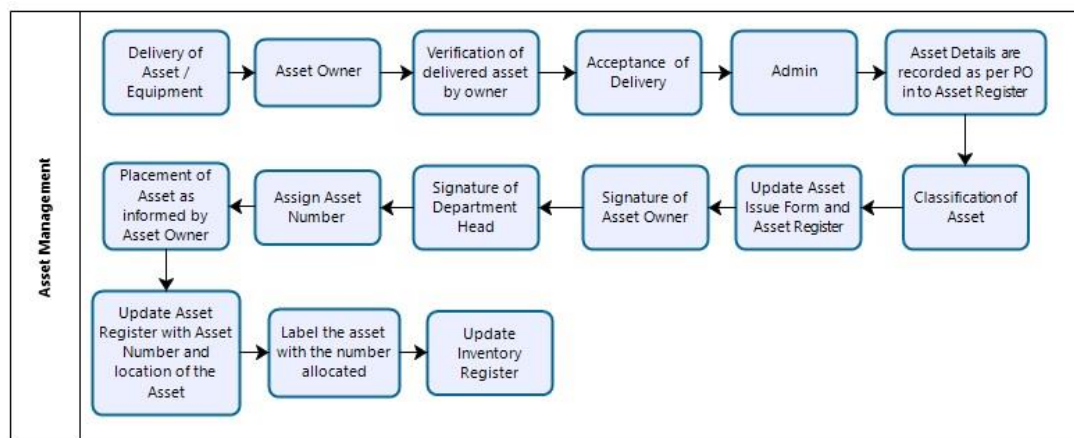 Asset Management
Delivery of
Asset /
Equipment
Asset Owner
Verification of
delivered asset
by owner
Acceptance of
Delivery
Admin
Asset Details are
recorded as per PO
in to Asset Register
Classification of
Asset
Update Asset
Issue Form and
Asset Register
Signature of
Asset Owner
Signature of
Department
Head
Assign Asset
Number
Placement of
Asset as
informed by
Asset Owner
Update Asset
Register with Asset
Number and
location of the
Asset
Label the asset
with the number
allocated
Update
Inventory
Register